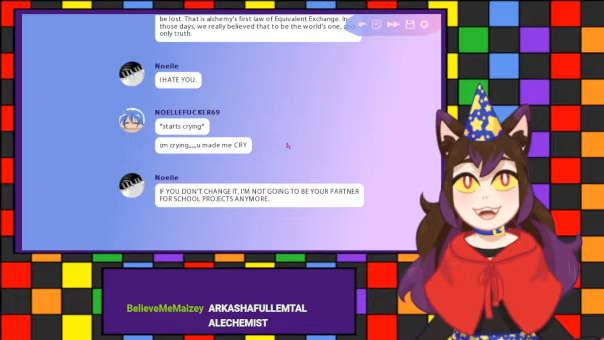 be lost. That is alchemy's first law of Equivalent Exchange. In
those days, we really believed that to be the world's one, and
only truth.
Noelle
I HATE YOU.
NOELLEFUCKER69
*starts crying*
im crying,,,,u made me CRY
Noelle
IF YOU DON'T CHANGE IT, I'M NOT GOING TO BE YOUR PARTNER
FOR SCHOOL PROJECTS ANYMORE.
BelieveMeMaizey ARKASHAFULLEMTAL
ALECHEMIST